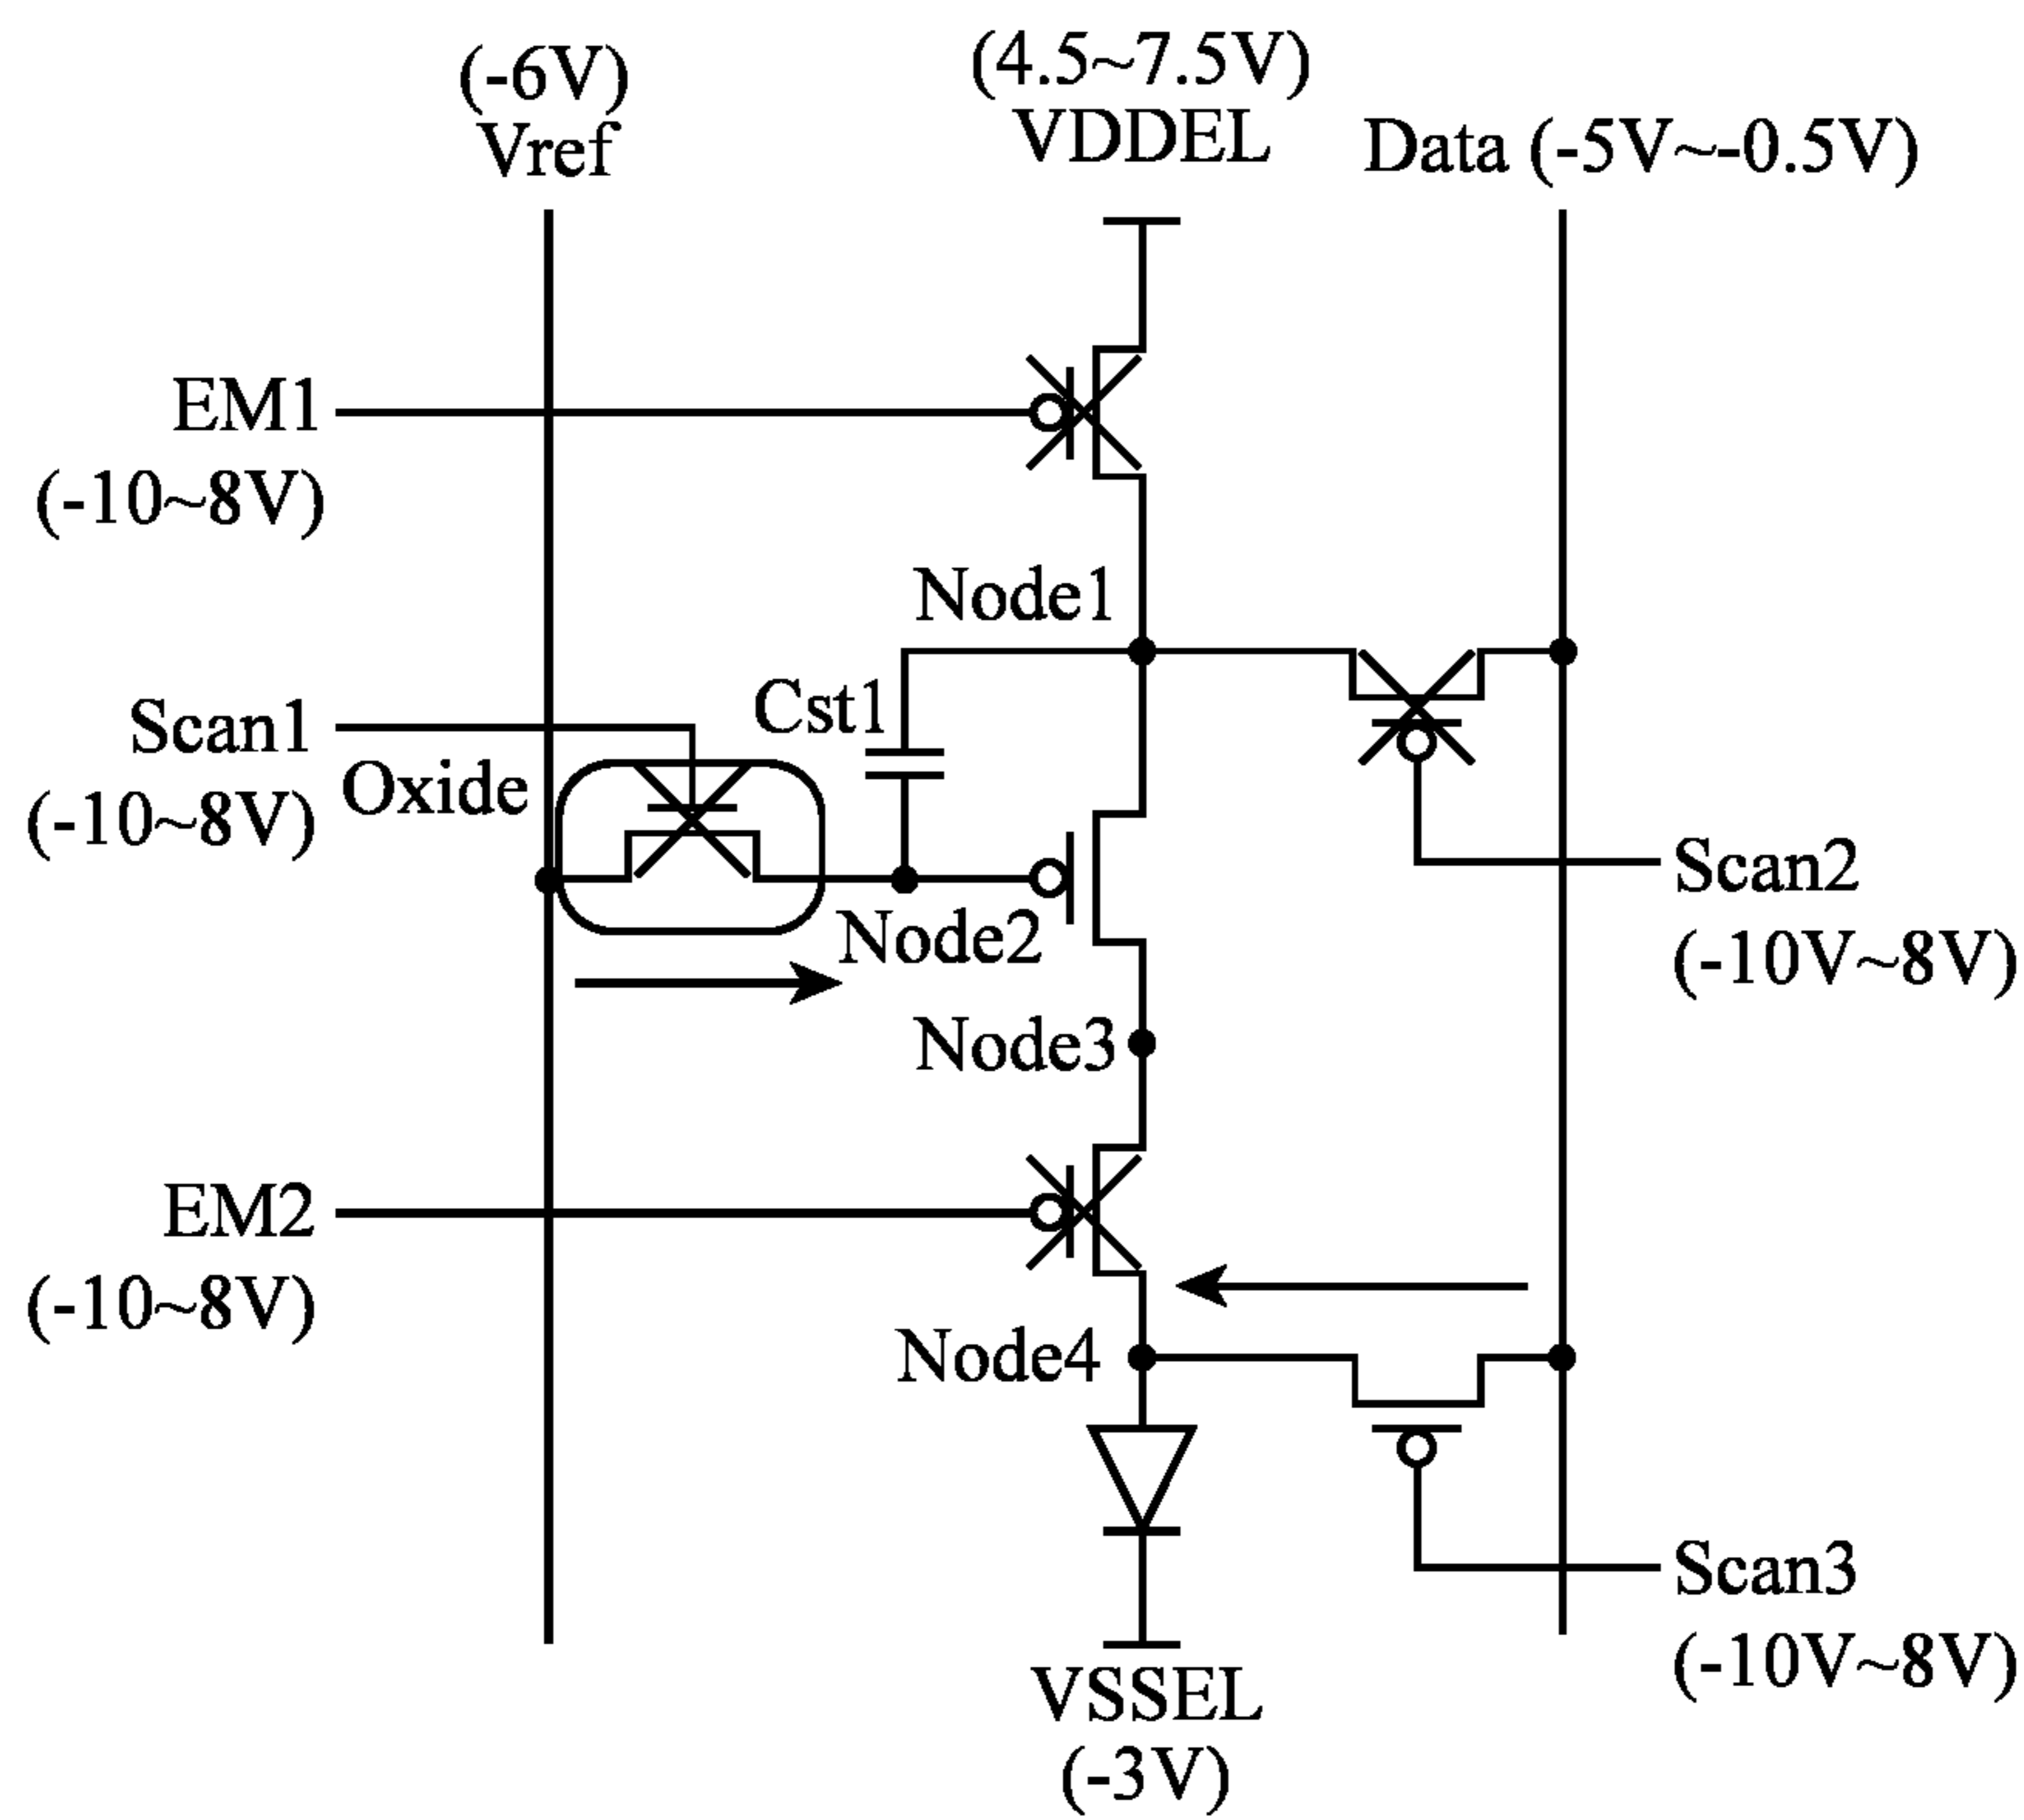 (-6V)
Vref
(4.5~7.5V)
VDDEL
Data (-5V~-0.5V)
EM1
(-10~8V)
Node1
Scan1
(-10~8V)
Oxide
Cst1
Node2
Scan2
(-10V~8V)
Node3
EM2
(-10~8V)
Node4
Scan3
(-10V~8V)
VSSEL
(-3V)